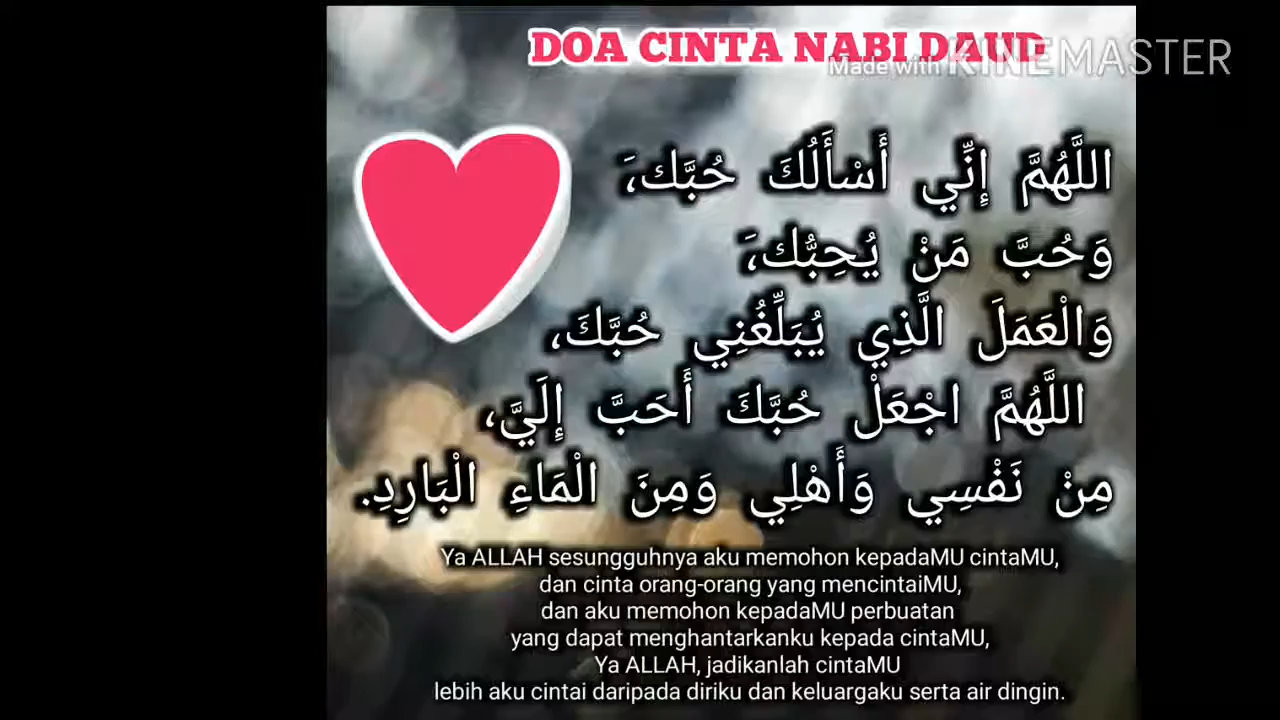 DOA CINTA NABI DAUD
Made with KINEMASTER
اللَّهُمَّ إِنِّي أَسْأَلُكَ حُبَّكَ،
وَحُبَّ مَنْ يُحِبُّكَ،
وَالْعَمَلَ الَّذِي يُبَلِّغُنِي حُبَّكَ،
اللَّهُمَّ اجْعَلْ حُبَّكَ أَحَبَّ إِلَيَّ،
مِنْ نَفْسِي وَأَهْلِي وَمِنَ الْمَاءِ الْبَارِدِ.
Ya ALLAH sesungguhnya aku memohon kepadaMU cintaMU,
dan cinta orang-orang yang mencintaiMU,
dan aku memohon kepadaMU perbuatan
yang dapat menghantarkanku kepada cintaMU,
Ya ALLAH, jadikanlah cintaMU
lebih aku cintai daripada diriku dan keluargaku serta air dingin.